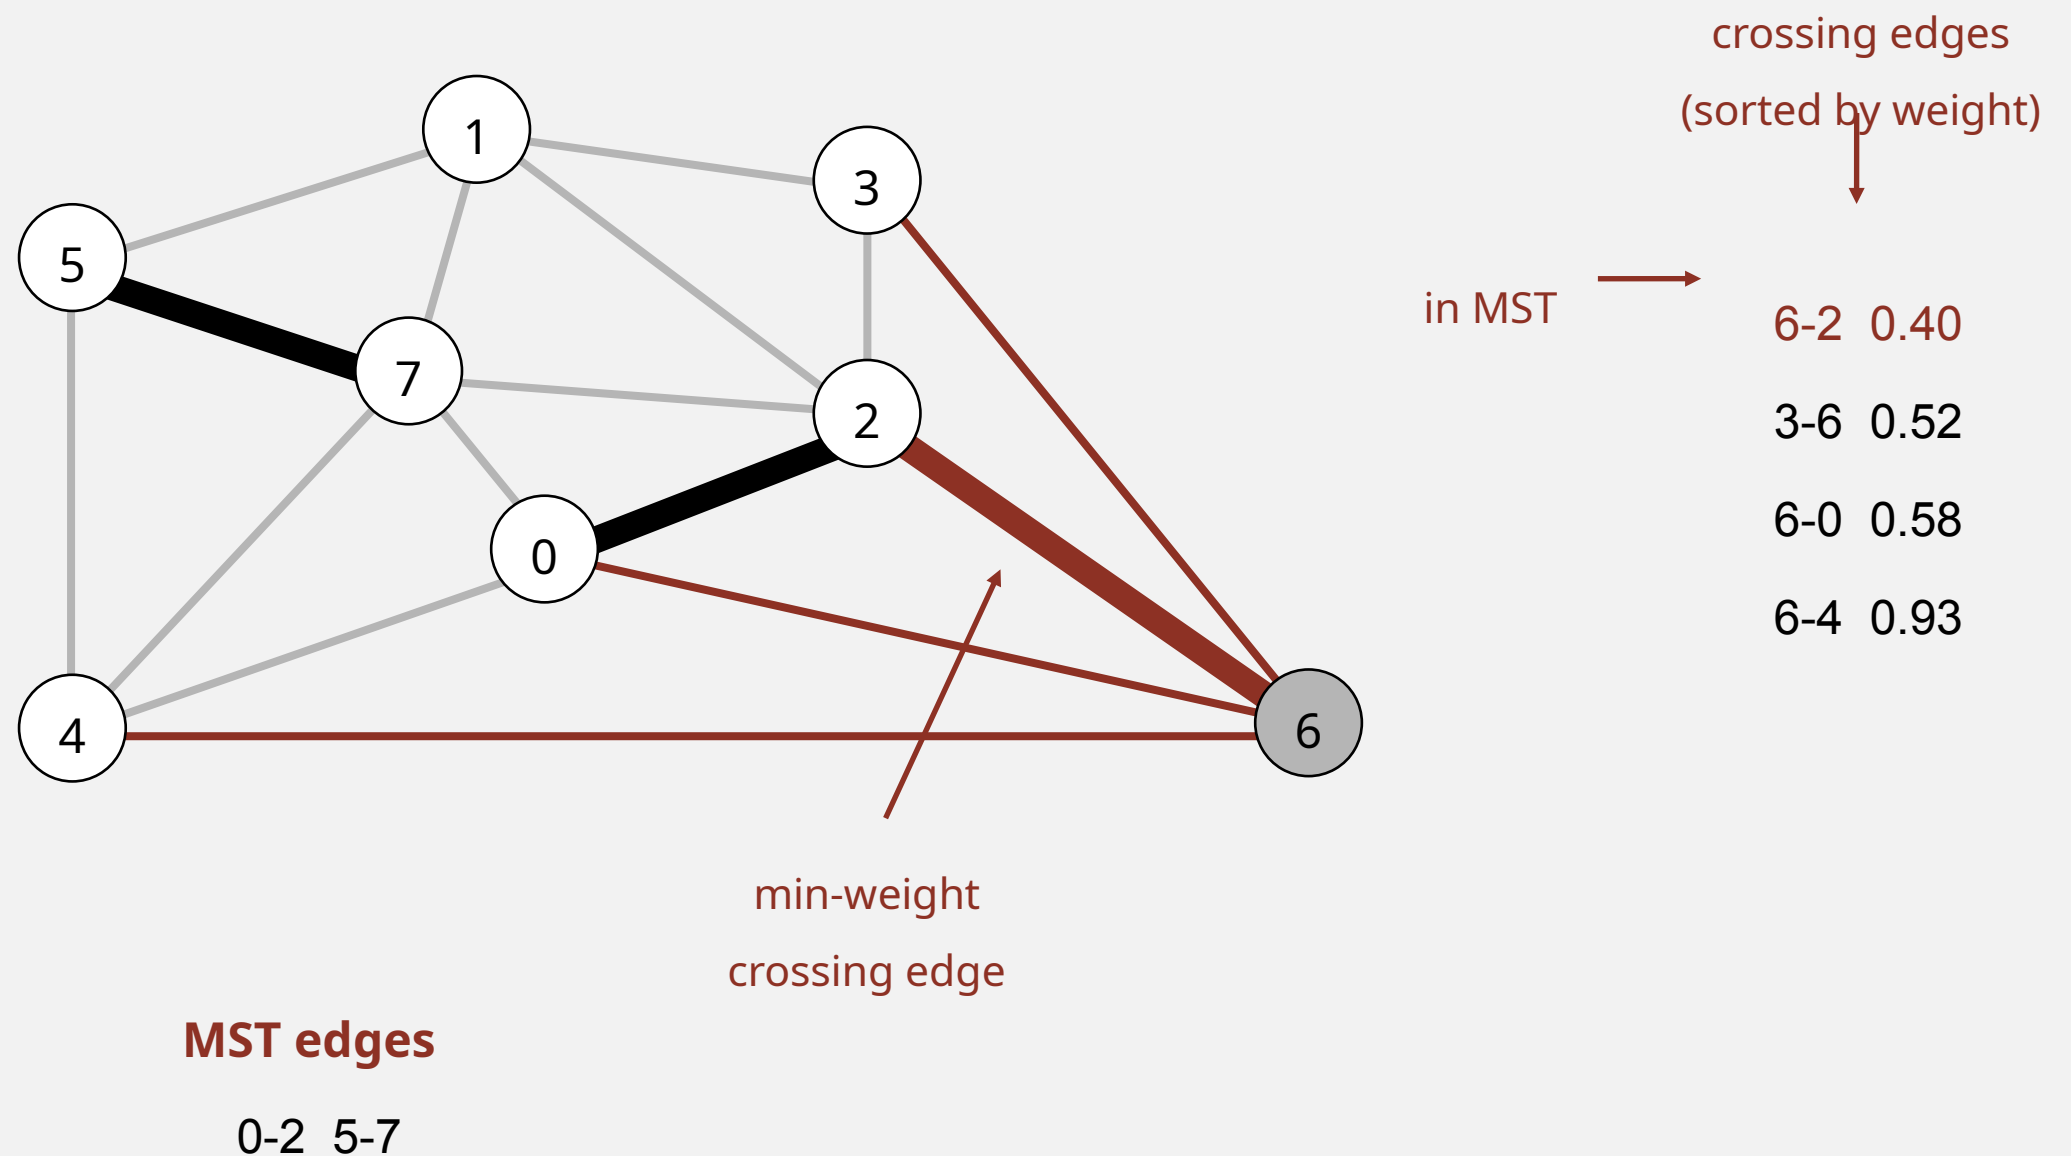 crossing edges
(sorted by weight)
1
3
5
in MST
6-2 0.40
7
2
3-6 0.52
0
6-0 0.58
6-4 0.93
4
6
min-weight
crossing edge
MST edges
0-2 5-7